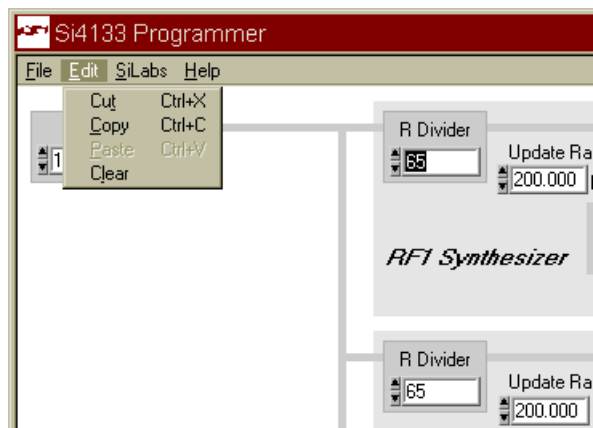 Si4133 Programmer
File Edit SiLabs Help
Cut Ctrl+X
Copy Ctrl+C
Paste Ctrl+V
Clear
1
R Divider
65
Update Ra
200.000
RF1 Synthesizer
R Divider
65
Update Ra
200.000